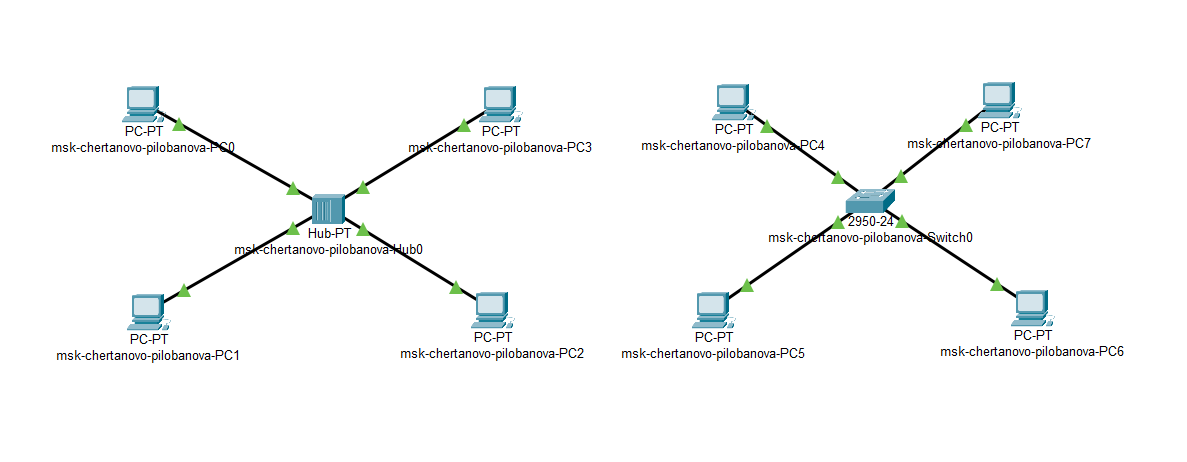 PC-PT
msk-chertanovo-pilobanova-PC0
PC-PT
msk-chertanovo-pilobanova-PC3
Hub-PT
msk-chertanovo-pilobanova-Hub0
PC-PT
msk-chertanovo-pilobanova-PC1
PC-PT
msk-chertanovo-pilobanova-PC2
PC-PT
msk-chertanovo-pilobanova-PC4
PC-PT
msk-chertanovo-pilobanova-PC7
2950-24
msk-chertanovo-pilobanova-Switch0
PC-PT
msk-chertanovo-pilobanova-PC5
PC-PT
msk-chertanovo-pilobanova-PC6